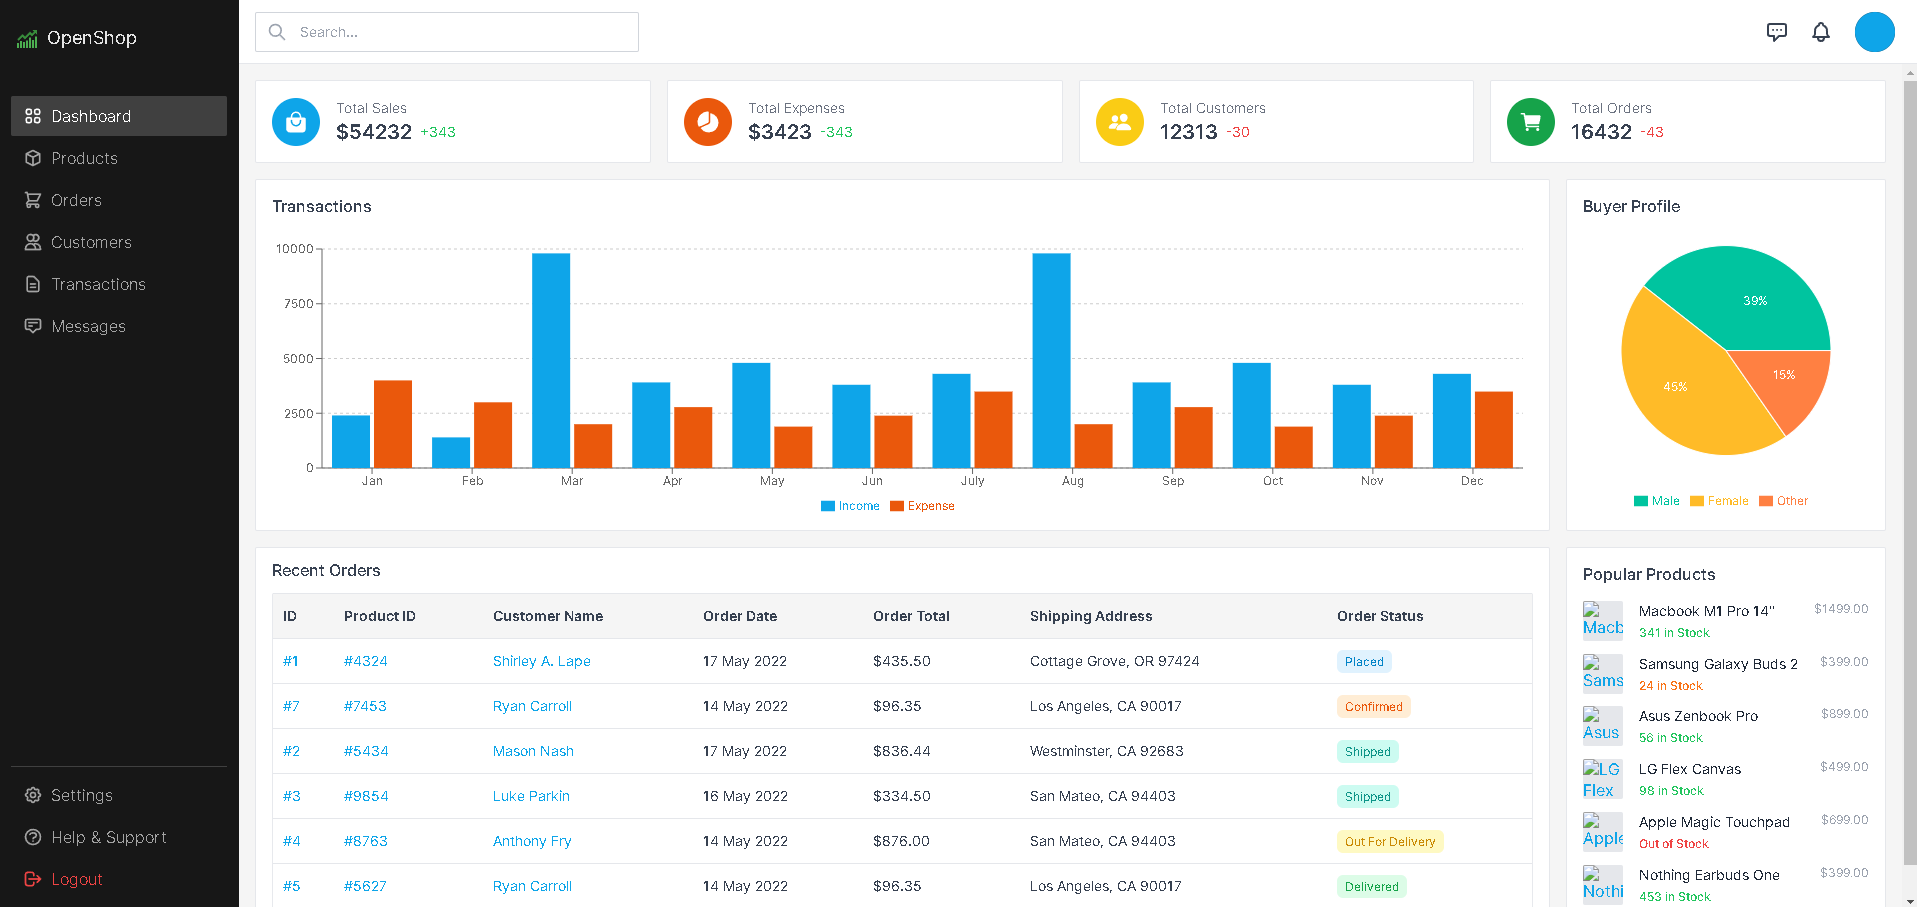 OpenShop
Dashboard
Products
Orders
Customers
Transactions
Messages
Settings
Help & Support
Logout
Search...
Total Sales
$54232 +343
Total Expenses
$3423 -343
Total Customers
12313 -30
Total Orders
16432 -43
Transactions
10000
7500
5000
2500
0
Jan Feb Mar Apr May Jun July Aug Sep Oct Nov Dec
Income Expense
Buyer Profile
39%
45%
15%
Male Female Other
Recent Orders
ID Product ID Customer Name Order Date Order Total Shipping Address Order Status
#1 #4324 Shirley A. Lape 17 May 2022 $435.50 Cottage Grove, OR 97424 Placed
#7 #7453 Ryan Carroll 14 May 2022 $96.35 Los Angeles, CA 90017 Confirmed
#2 #5434 Mason Nash 17 May 2022 $836.44 Westminster, CA 92683 Shipped
#3 #9854 Luke Parkin 16 May 2022 $334.50 San Mateo, CA 94403 Shipped
#4 #8763 Anthony Fry 14 May 2022 $876.00 San Mateo, CA 94403 Out For Delivery
#5 #5627 Ryan Carroll 14 May 2022 $96.35 Los Angeles, CA 90017 Delivered
Popular Products
Macb
Macbook M1 Pro 14" $1499.00
341 in Stock
Sams
Samsung Galaxy Buds 2 $399.00
24 in Stock
Asus
Asus Zenbook Pro $899.00
56 in Stock
LG
Flex
LG Flex Canvas $499.00
98 in Stock
Apple
Apple Magic Touchpad $699.00
Out of Stock
Nothi
Nothing Earbuds One $399.00
453 in Stock